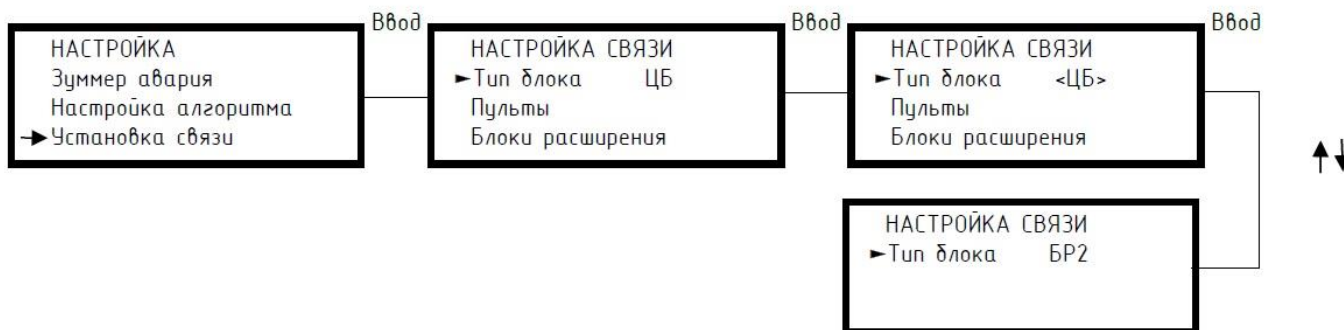 Ввод
Ввод
Ввод
НАСТРОЙКА
Зуммер авария
Настройка алгоритма
Установка связи
НАСТРОЙКА СВЯЗИ
►Тип блока ЦБ
Пульты
Блоки расширения
НАСТРОЙКА СВЯЗИ
►Тип блока <ЦБ>
Пульты
Блоки расширения
НАСТРОЙКА СВЯЗИ
►Тип блока БР2